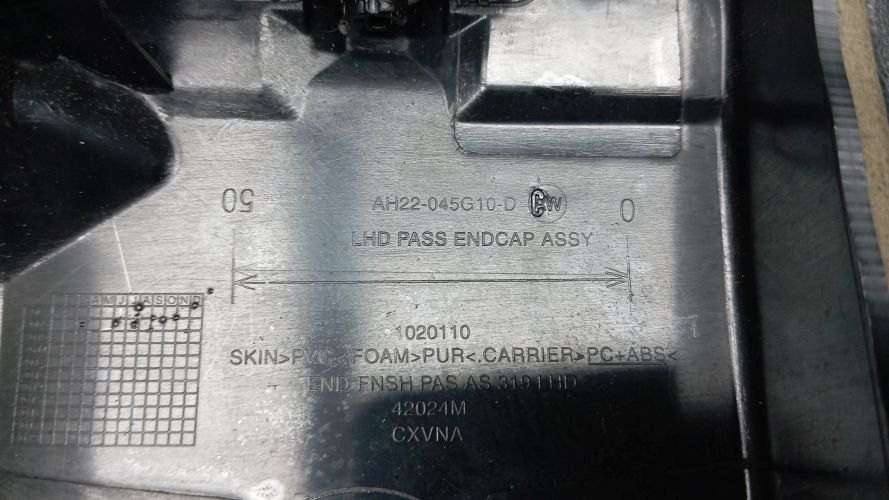 50
AH22-045G10-D CW
0
LHD PASS ENDCAP ASSY
J F M A M J J A S O N D
1020110
SKIN>PVC<.FOAM>PUR<.CARRIER>PC+ABS<
END FNSH PAS AS 319 LHD
42024M
CXVNA